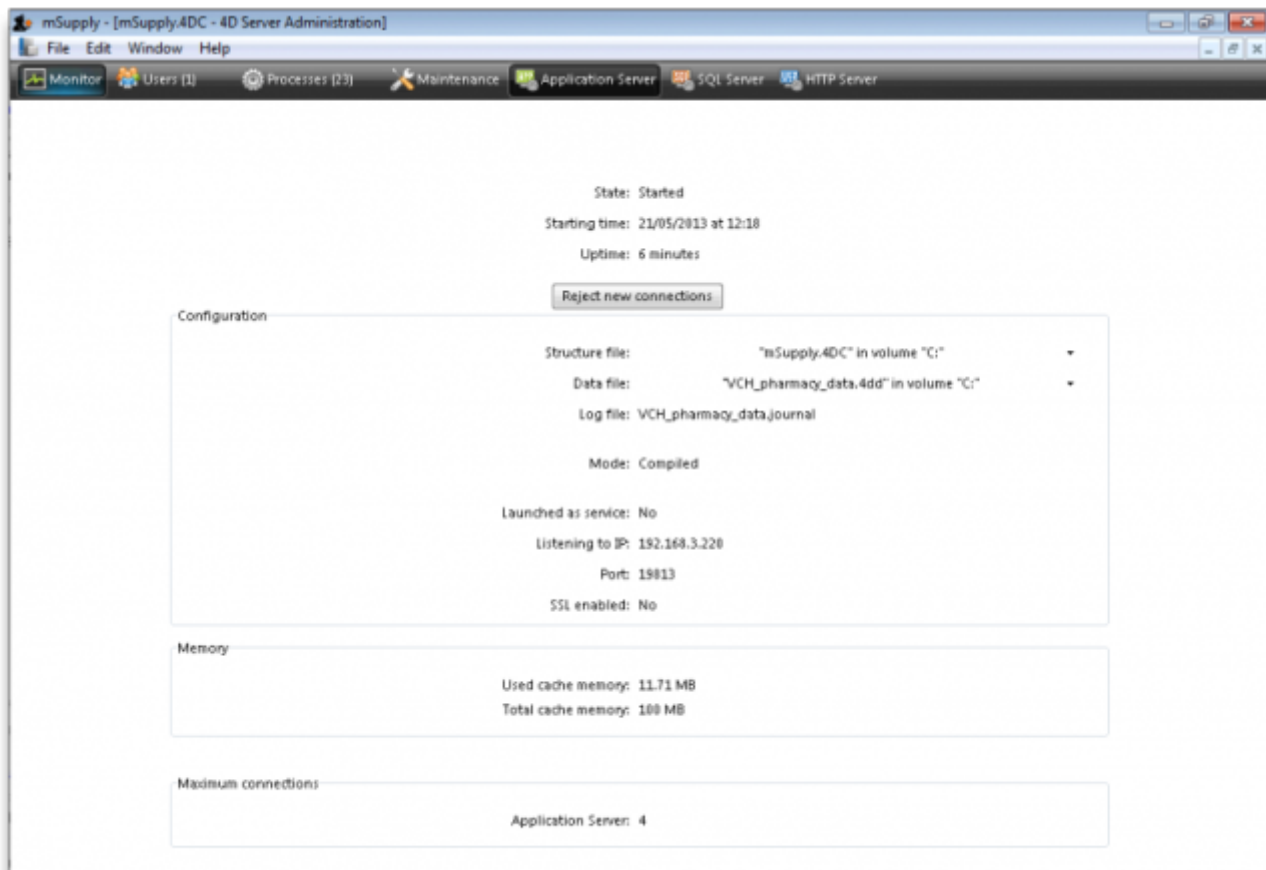 mSupply - [mSupply.4DC - 4D Server Administration]
File Edit Window Help
Monitor Users (1) Processes (23) Maintenance Application Server SQL Server HTTP Server
State: Started
Starting time: 21/05/2013 at 12:18
Uptime: 6 minutes
Reject new connections
Configuration
Structure file: "mSupply.4DC" in volume "C:"
Data file: "VCH_pharmacy_data.4dd" in volume "C:"
Log file: VCH_pharmacy_data.journal
Mode: Compiled
Launched as service: No
Listening to IP: 192.168.3.220
Port: 19813
SSL enabled: No
Memory
Used cache memory: 11.71 MB
Total cache memory: 100 MB
Maximum connections
Application Server: 4